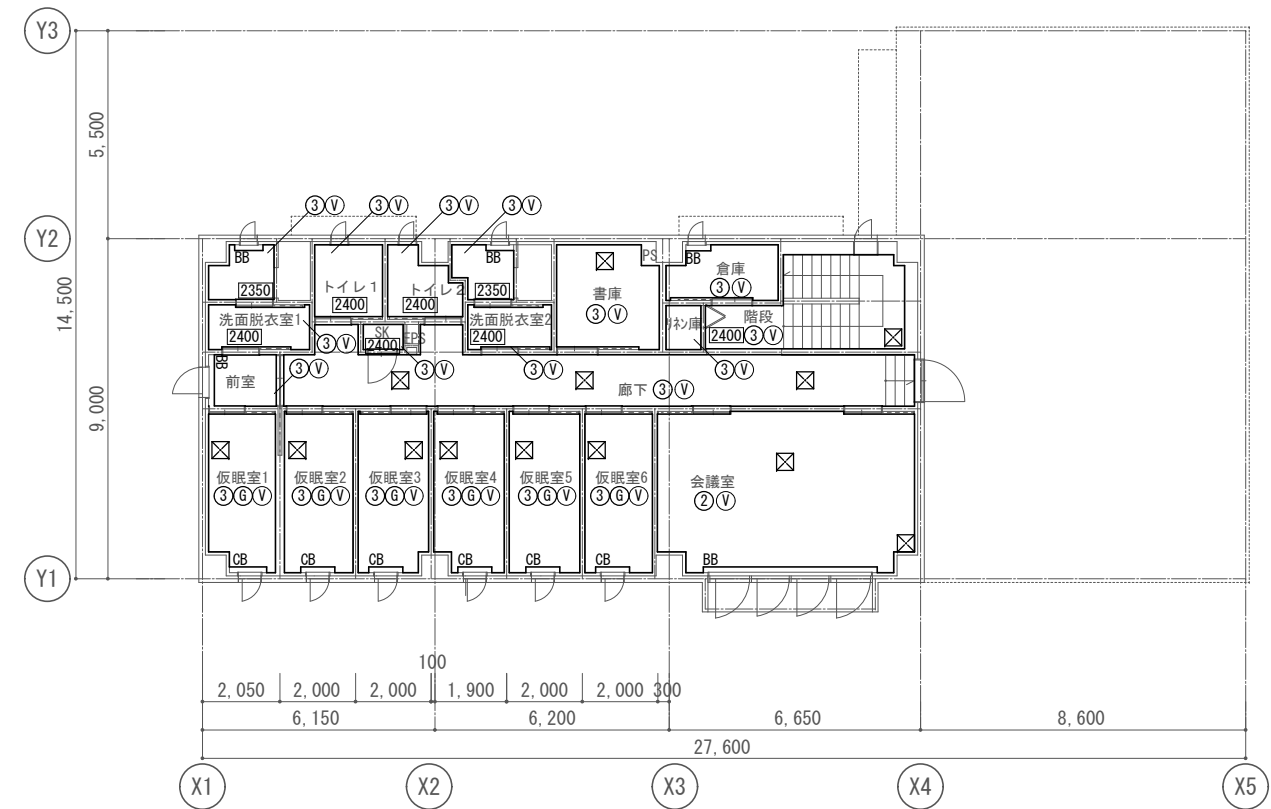 Y3
5,500
③Ⓥ
③Ⓥ
③Ⓥ
③Ⓥ
Y2
BB
BB
PS
BB
倉庫
③Ⓥ
2350
トイレ1
2400
トイレ2
2400
2350
書庫
③Ⓥ
14,500
洗面脱衣室1
2400
③Ⓥ
SK
2400
EPS
③Ⓥ
洗面脱衣室2
2400
③Ⓥ
リネン庫
③Ⓥ
階段
2400③Ⓥ
BB
前室
③Ⓥ
廊下③Ⓥ
9,000
仮眠室1
③ⒼⓋ
仮眠室2
③ⒼⓋ
仮眠室3
③ⒼⓋ
仮眠室4
③ⒼⓋ
仮眠室5
③ⒼⓋ
仮眠室6
③ⒼⓋ
会議室
②Ⓥ
CB
CB
CB
CB
CB
CB
BB
Y1
100
2,050
2,000
2,000
1,900
2,000
2,000
300
6,150
6,200
6,650
8,600
27,600
X1
X2
X3
X4
X5